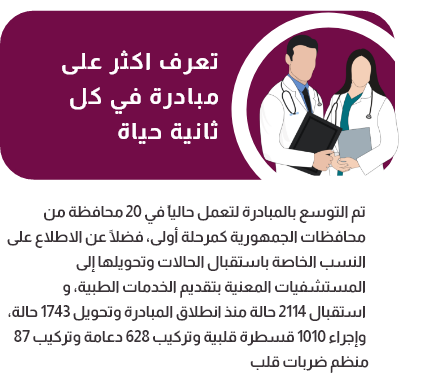 تعرف اكثر على
مبادرة في كل
ثانية حياة
تم التوسع بالمبادرة لتعمل حالياً في 20 محافظة من
محافظات الجمهورية كمرحلة أولى، فضلاً عن الاطلاع على
النسب الخاصة باستقبال الحالات وتحويلها إلى
المستشفيات المعنية بتقديم الخدمات الطبية، و
استقبال 2114 حالة منذ انطلاق المبادرة وتحويل 1743 حالة،
وإجراء 1010 قسطرة قلبية وتركيب 628 دعامة وتركيب 87
منظم ضربات قلب